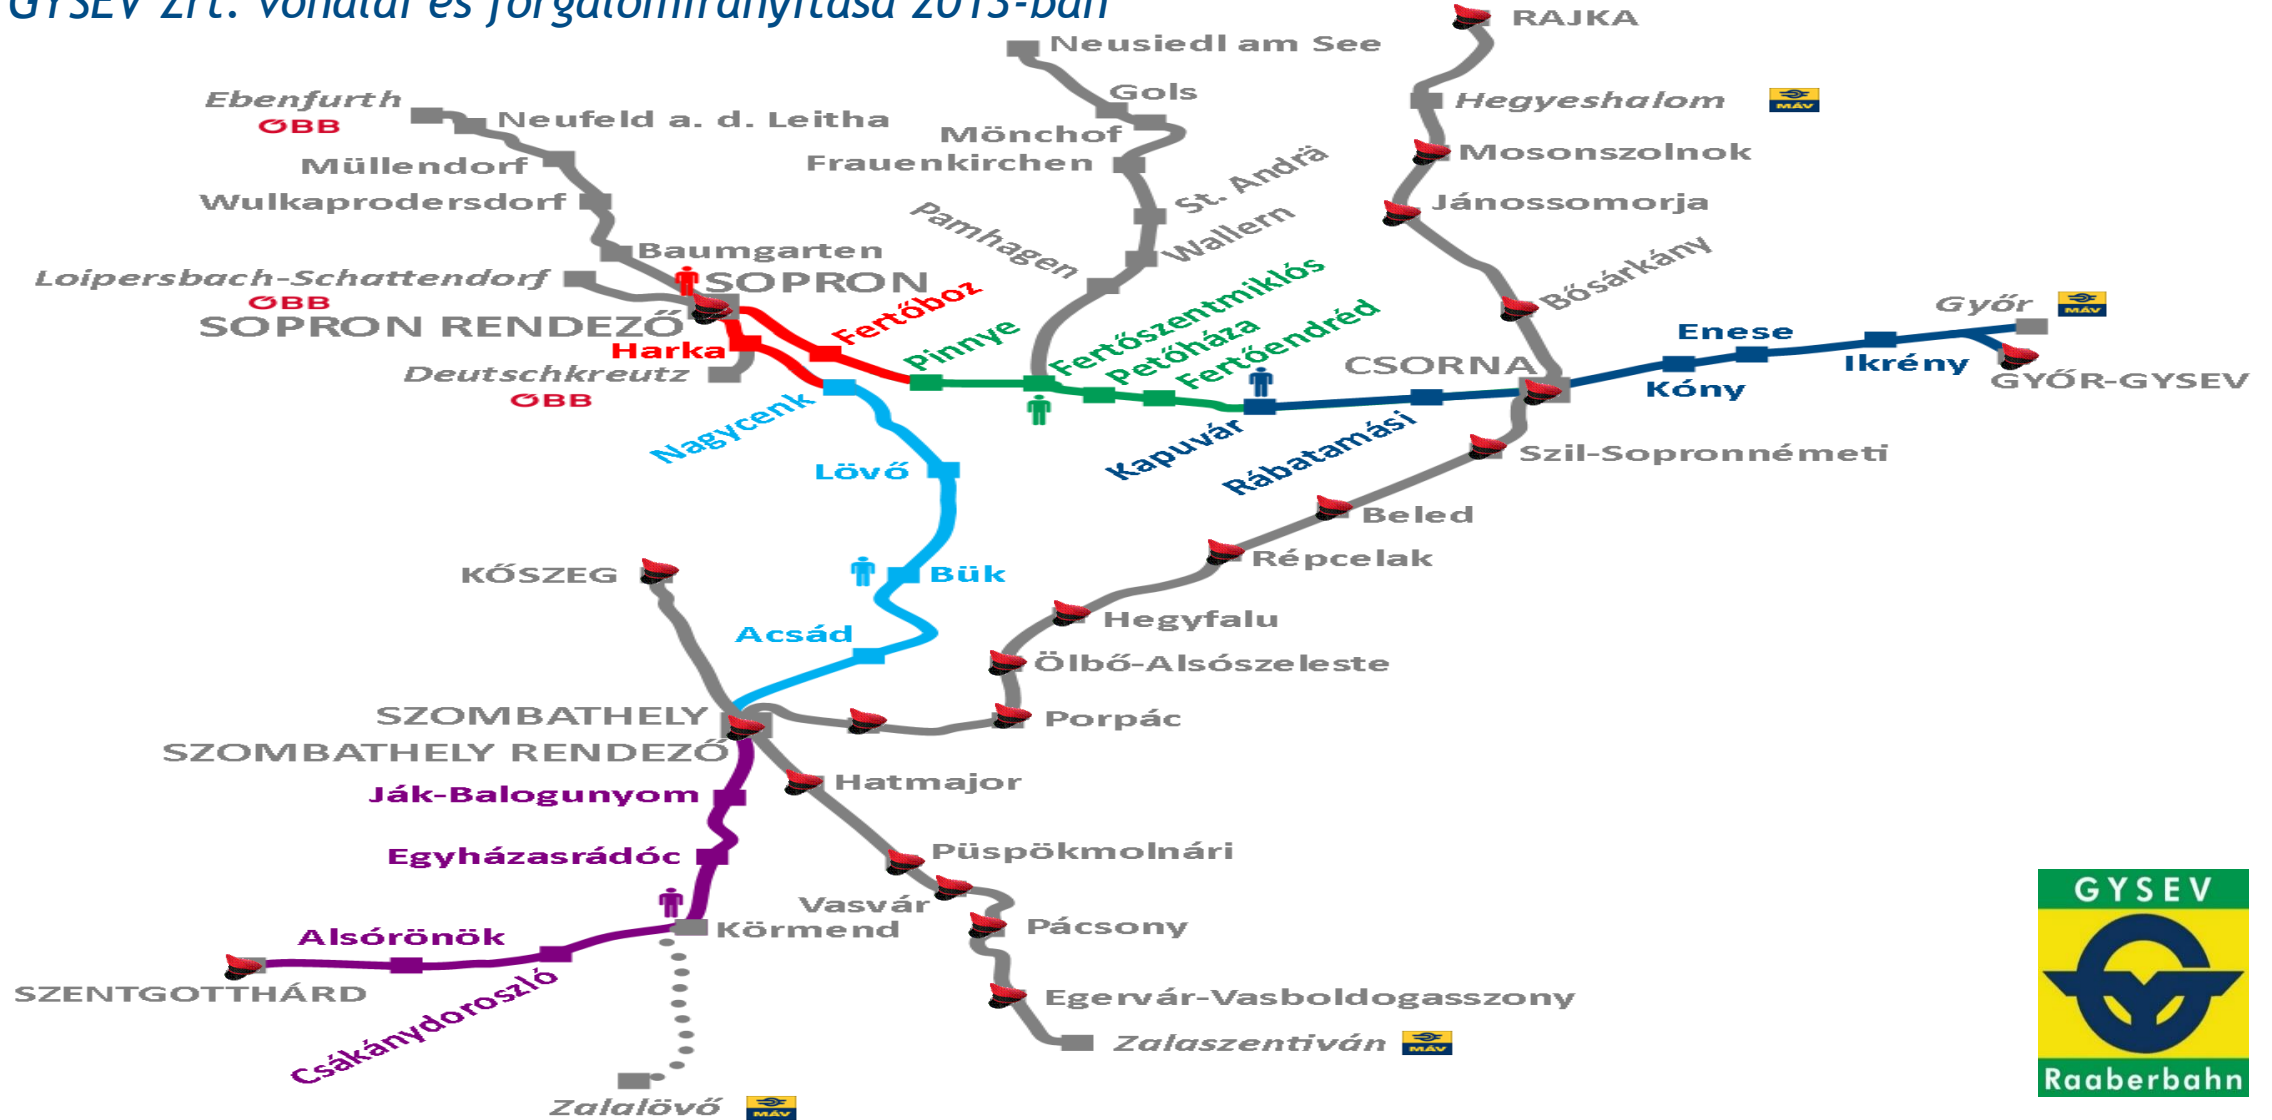 GYSEV Zrt. vonalai és forgalomirányítása 2013-ban
RAJKA
Neusiedl am See
Hegyeshalom
MÁV
Gols
Ebenfurth
ÖBB
Neufeld a. d. Leitha
Mönchof
Mosonszolnok
Müllendorf
Frauenkirchen
St. Andrä
Wulkaprodersdorf
Jánossomorja
Pamhagen
Wallern
Baumgarten
Bősárkány
Loipersbach-Schattendorf
ÖBB
SOPRON
SOPRON RENDEZŐ
Fertőboz
Pinnye
Fertőszentmiklós
Petőháza
Fertőendréd
Győr
MÁV
Enese
Ikrény
GYŐR-GYSEV
Kóny
CSORNA
Harka
Deutschkreutz
ÖBB
Nagycenk
Kapuvár
Rábatamási
Szil-Sopronnémeti
Lövő
Beled
Répcelak
KŐSZEG
Bük
Hegyfalu
Acsád
Ölbő-Alsószeleste
SZOMBATHELY
SZOMBATHELY RENDEZŐ
Porpác
Ják-Balogunyom
Hatmajor
Egyházasrádóc
Püspökmolnári
Vasvár
Körmend
Pácsony
Alsórönök
SZENTGOTTHÁRD
Csákánydoroszló
Egervár-Vasboldogasszony
Zalaszentiván
MÁV
Zalalövő
MÁV
GYSEV
Raaberbahn